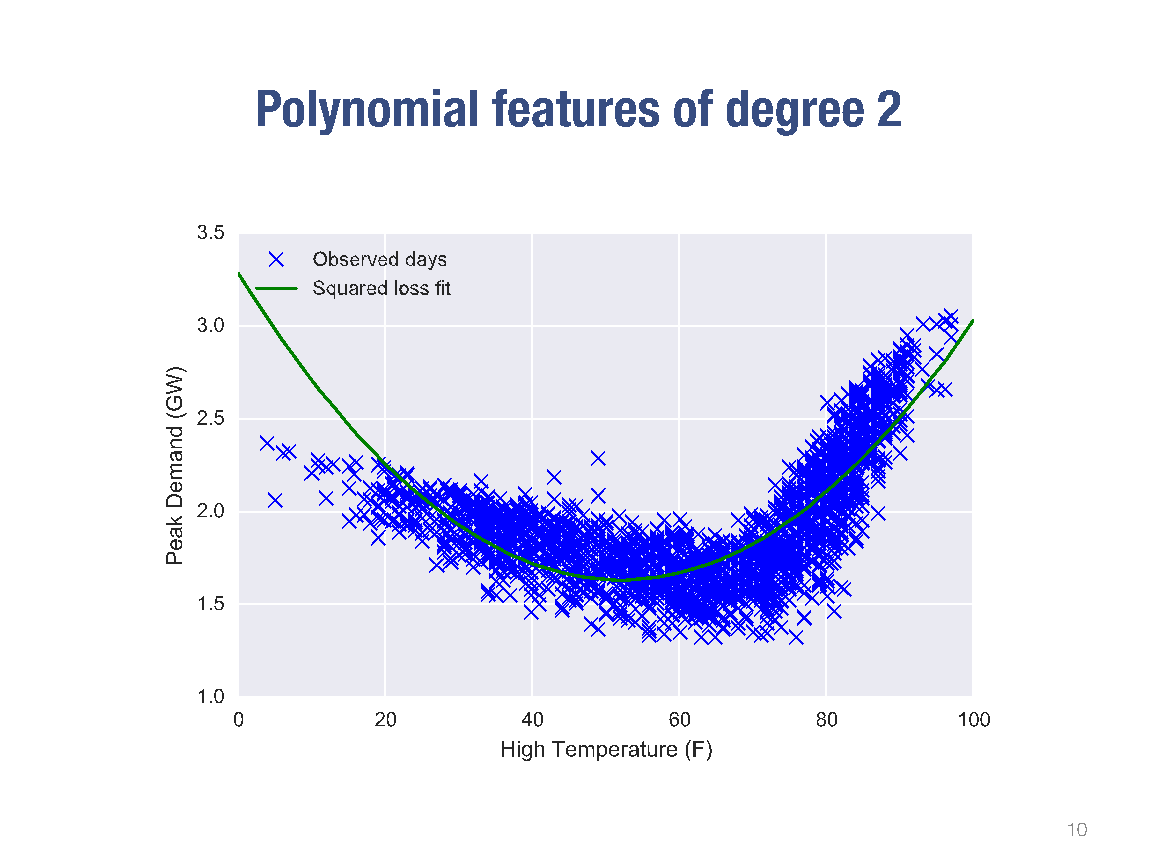 Polynomial features of degree 2
3.5
3.0
2.5
2.0
1.5
1.0
Peak Demand (GW)
Observed days
Squared loss fit
0 20 40 60 80 100
High Temperature (F)
10